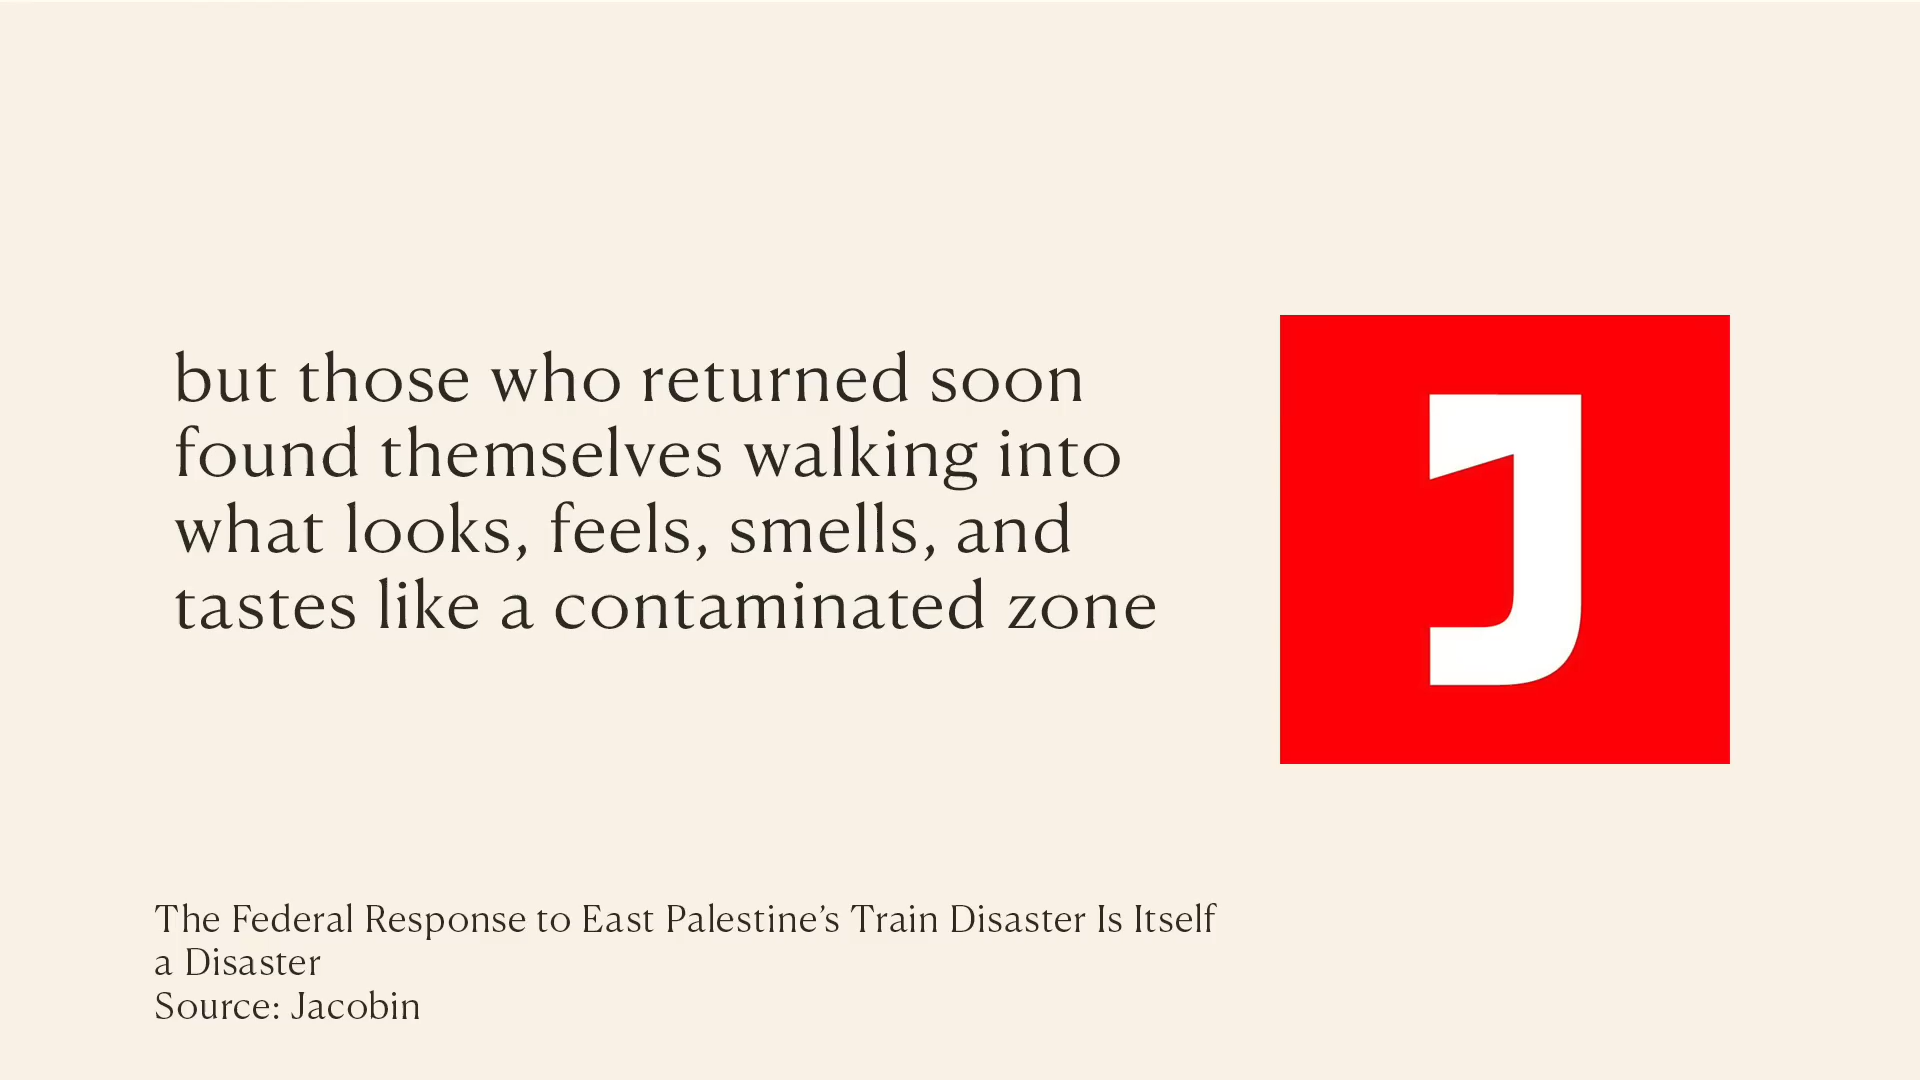 but those who returned soon
found themselves walking into
what looks, feels, smells, and
tastes like a contaminated zone
J
The Federal Response to East Palestine’s Train Disaster Is Itself
a Disaster
Source: Jacobin